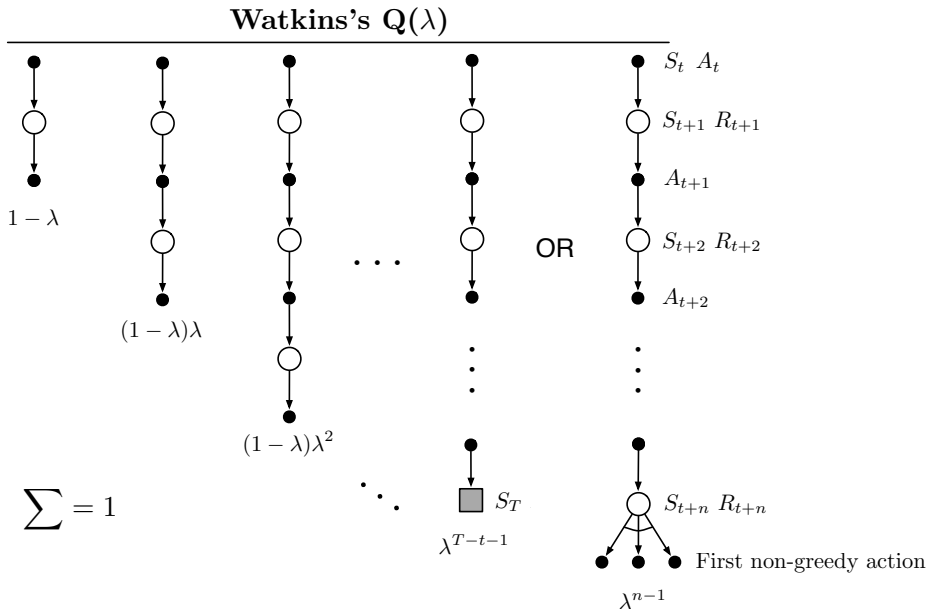 Watkins's Q(λ)
S_t A_t
S_{t+1} R_{t+1}
A_{t+1}
1 − λ
S_{t+2} R_{t+2}
OR
A_{t+2}
(1 − λ)λ
(1 − λ)λ^2
∑ = 1
S_T
S_{t+n} R_{t+n}
λ^{T−t−1}
First non-greedy action
λ^{n−1}